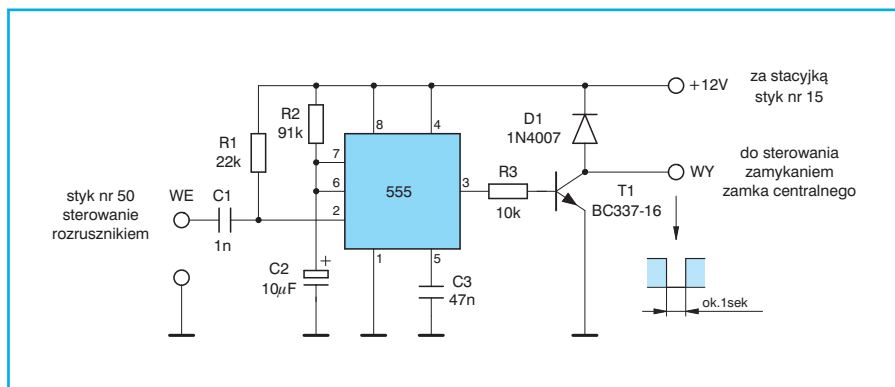 +12V
za stacyjką
styk nr 15
R2
91k
D1
1N4007
8
4
R1
22k
7
do sterowania
zamykaniem
zamka centralnego
WY
R3
10k
3
555
6
styk nr 50
sterowanie
rozrusznikiem
WE
C1
1n
2
T1
BC337-16
1
5
C2
10µF
+
C3
47n
ok.1sek